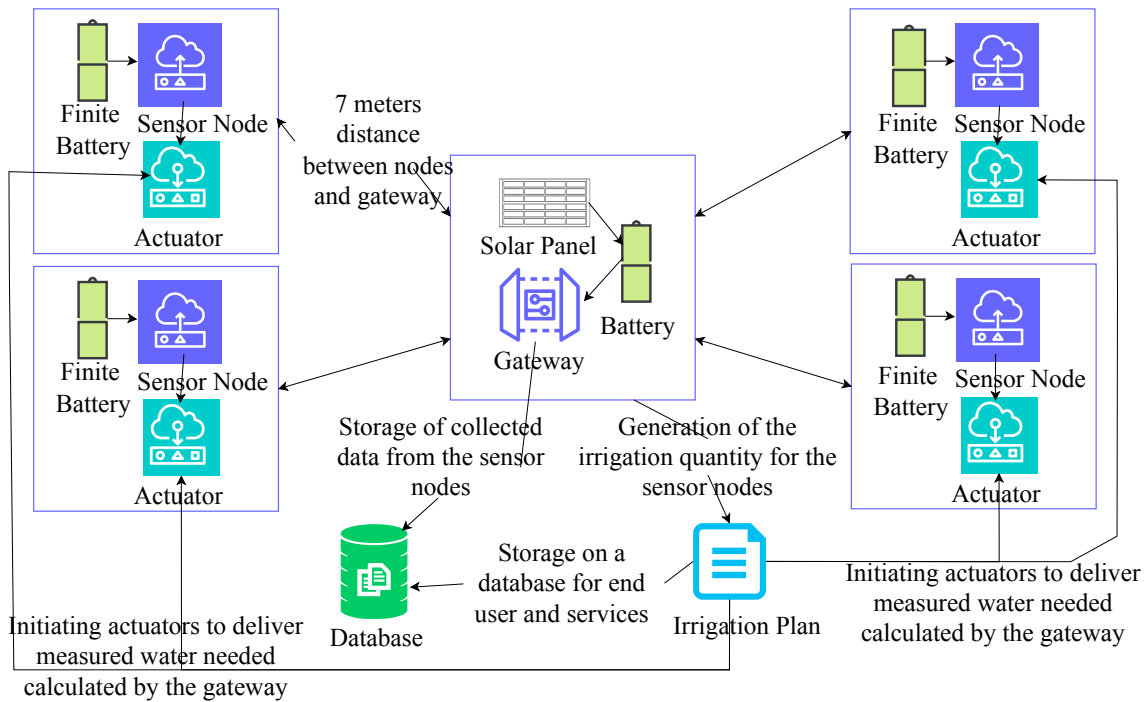 Finite
Battery
Sensor Node
Actuator
7 meters
distance
between nodes
and gateway
Finite
Battery
Sensor Node
Actuator
Solar Panel
Battery
Gateway
Finite
Battery
Sensor Node
Actuator
Finite
Battery
Sensor Node
Actuator
Storage of collected
data from the sensor
nodes
Generation of the
irrigation quantity for the
sensor nodes
Storage on a
database for end
user and services
Database
Irrigation Plan
Initiating actuators to deliver
measured water needed
calculated by the gateway
Initiating actuators to deliver
measured water needed
calculated by the gateway